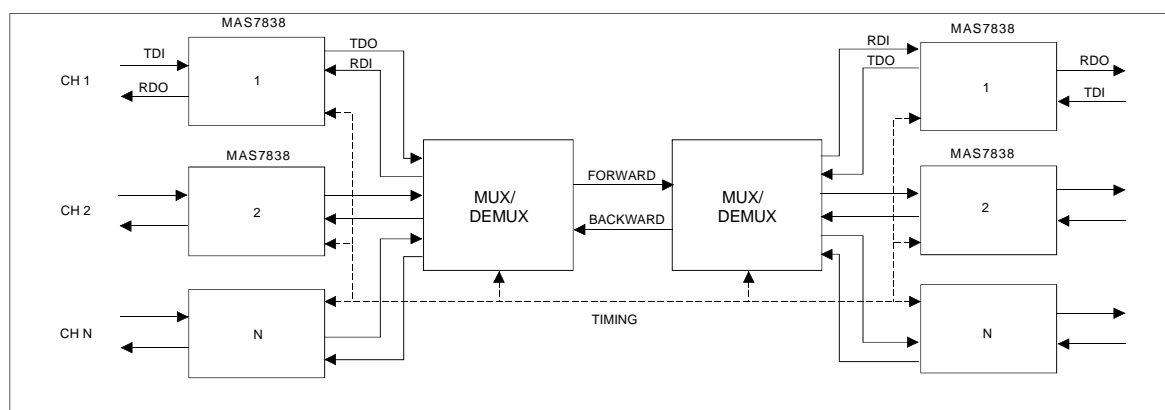 MAS7838
TDI
TDO
RDI
CH 1
RDO
1
MAS7838
CH 2
2
CH N
N
MUX/
DEMUX
FORWARD
BACKWARD
TIMING
MUX/
DEMUX
MAS7838
RDI
TDO
1
RDO
TDI
MAS7838
2
N